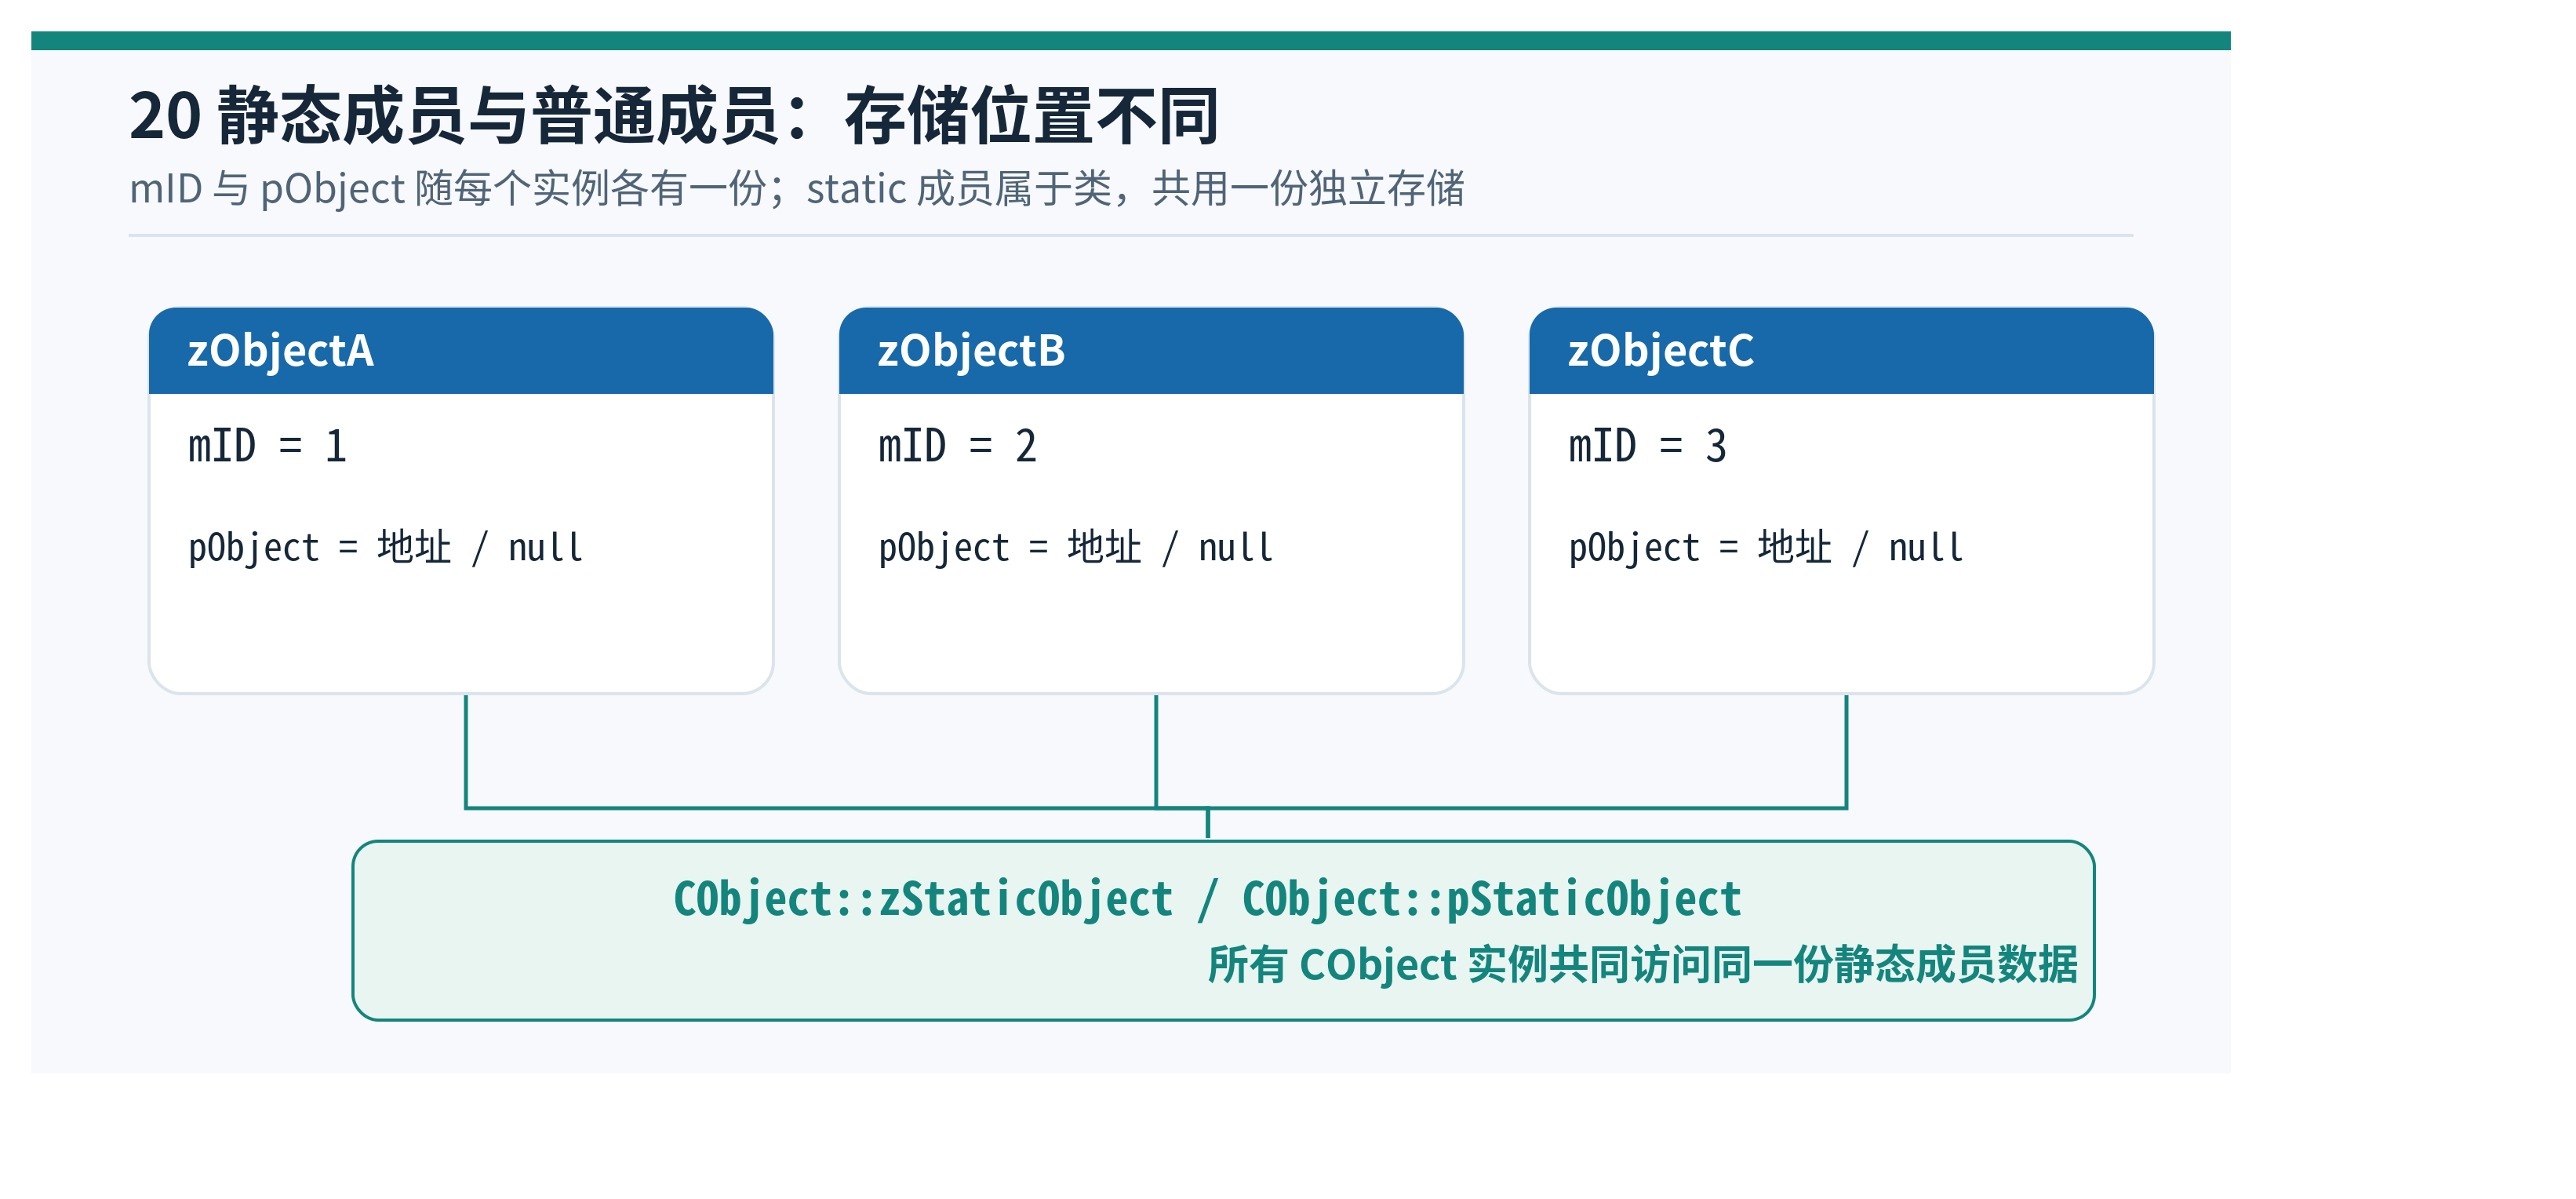 20 静态成员与普通成员：存储位置不同
mID 与 pObject 随每个实例各有一份；static 成员属于类，共用一份独立存储
zObjectA
mID = 1
pObject = 地址 / null
zObjectB
mID = 2
pObject = 地址 / null
zObjectC
mID = 3
pObject = 地址 / null
CObject::zStaticObject / CObject::pStaticObject
所有 CObject 实例共同访问同一份静态成员数据